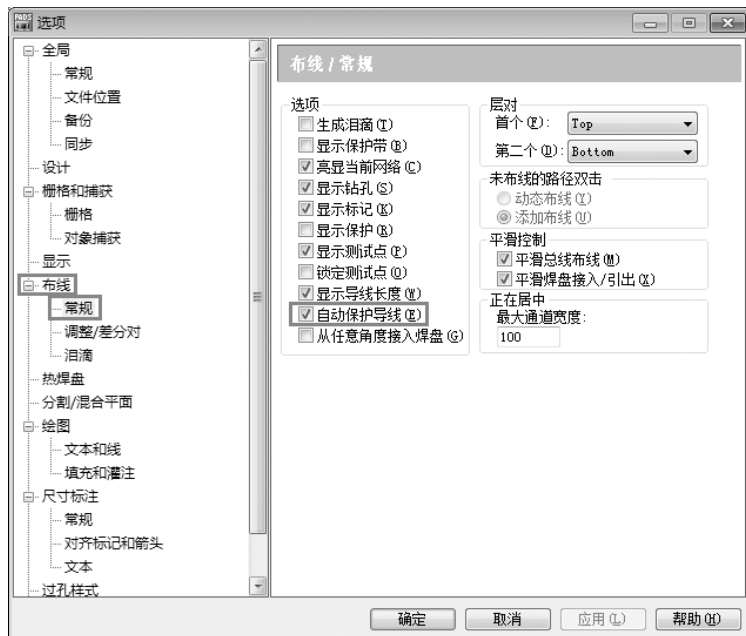 PADS
选项
全局
常规
文件位置
备份
同步
设计
栅格和捕获
栅格
对象捕获
显示
布线
常规
调整/差分对
泪滴
热焊盘
分割/混合平面
绘图
文本和线
填充和灌注
尺寸标注
常规
对齐标记和箭头
文本
过孔样式
布线 / 常规
选项
生成泪滴(T)
显示保护带(B)
亮显当前网络(C)
显示钻孔(S)
显示标记(K)
显示保护(R)
显示测试点(P)
锁定测试点(O)
显示导线长度(W)
自动保护导线(E)
从任意角度接入焊盘(G)
层对
首个(F): Top
第二个(D): Bottom
未布线的路径双击
动态布线(Y)
添加布线(U)
平滑控制
平滑总线布线(M)
平滑焊盘接入/引出(X)
正在居中
最大通道宽度:
100
确定 取消 应用(L) 帮助(H)